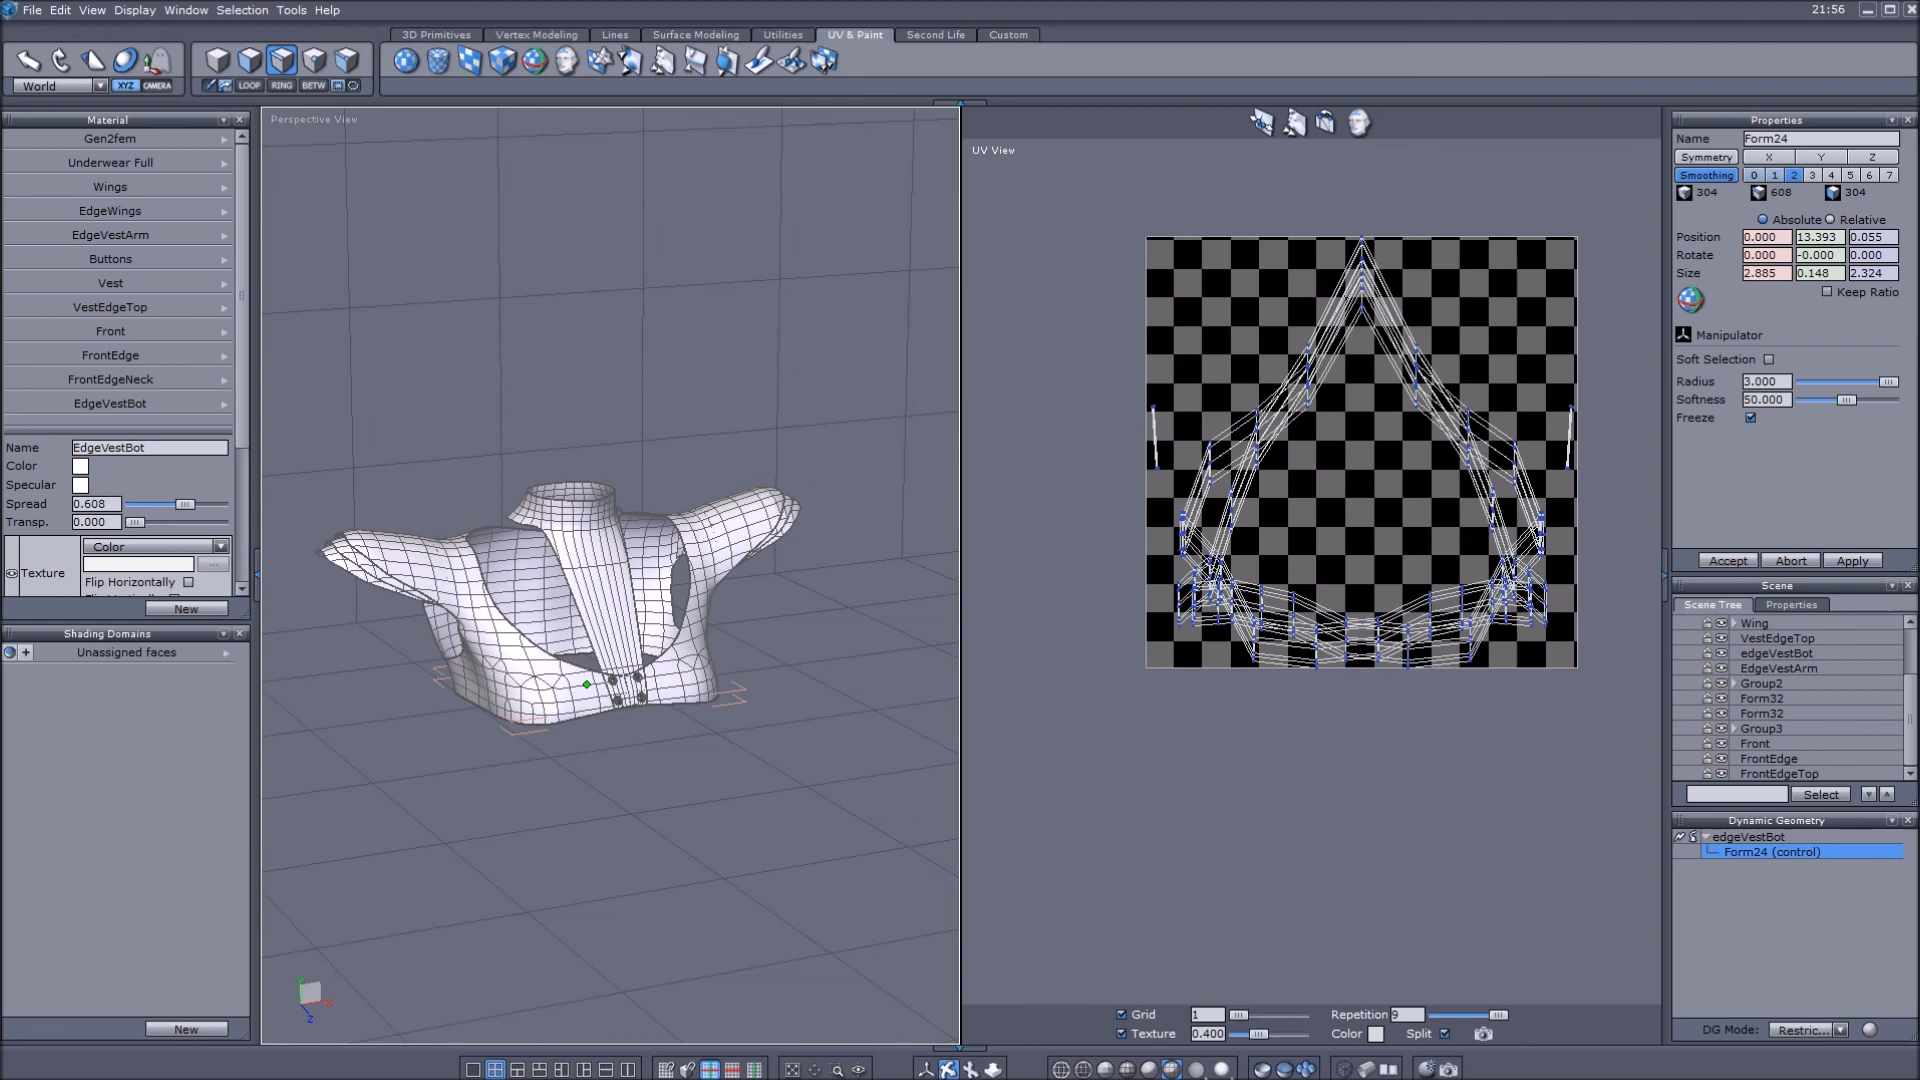 File Edit View Display Window Selection Tools Help
21:56
3D Primitives Vertex Modeling Lines Surface Modeling Utilities UV & Paint Second Life Custom
World XYZ CAMERA LOOP RING BETW
Material
Gen2fem
Underwear Full
Wings
EdgeWings
EdgeVestArm
Buttons
Vest
VestEdgeTop
Front
FrontEdge
FrontEdgeNeck
EdgeVestBot
Name EdgeVestBot
Color
Specular
Spread 0.608
Transp. 0.000
Texture
Color
...
Flip Horizontally
New
Shading Domains
+ Unassigned faces
New
Perspective View
Y
X
Z
UV View
Grid 1 Repetition 9
Texture 0.400 Color Split
Properties
Name Form24
Symmetry X Y Z
Smoothing 0 1 2 3 4 5 6 7
304 608 304
Absolute Relative
Position 0.000 13.393 0.055
Rotate 0.000 -0.000 0.000
Size 2.885 0.148 2.324
Keep Ratio
Manipulator
Soft Selection
Radius 3.000
Softness 50.000
Freeze
Accept Abort Apply
Scene
Scene Tree Properties
Wing
VestEdgeTop
edgeVestBot
EdgeVestArm
Group2
Form32
Form32
Group3
Front
FrontEdge
FrontEdgeTop
Select
Dynamic Geometry
edgeVestBot
Form24 (control)
DG Mode: Restric...